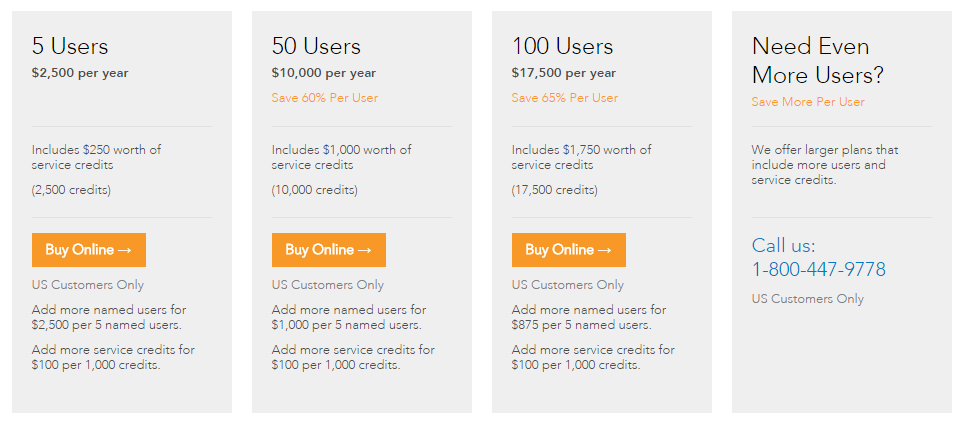 5 Users
$2,500 per year
Includes $250 worth of
service credits
(2,500 credits)
Buy Online →
US Customers Only
Add more named users for
$2,500 per 5 named users.
Add more service credits for
$100 per 1,000 credits.
50 Users
$10,000 per year
Save 60% Per User
Includes $1,000 worth of
service credits
(10,000 credits)
Buy Online →
US Customers Only
Add more named users for
$1,000 per 5 named users.
Add more service credits for
$100 per 1,000 credits.
100 Users
$17,500 per year
Save 65% Per User
Includes $1,750 worth of
service credits
(17,500 credits)
Buy Online →
US Customers Only
Add more named users for
$875 per 5 named users.
Add more service credits for
$100 per 1,000 credits.
Need Even
More Users?
Save More Per User
We offer larger plans that
include more users and
service credits.
Call us:
1-800-447-9778
US Customers Only